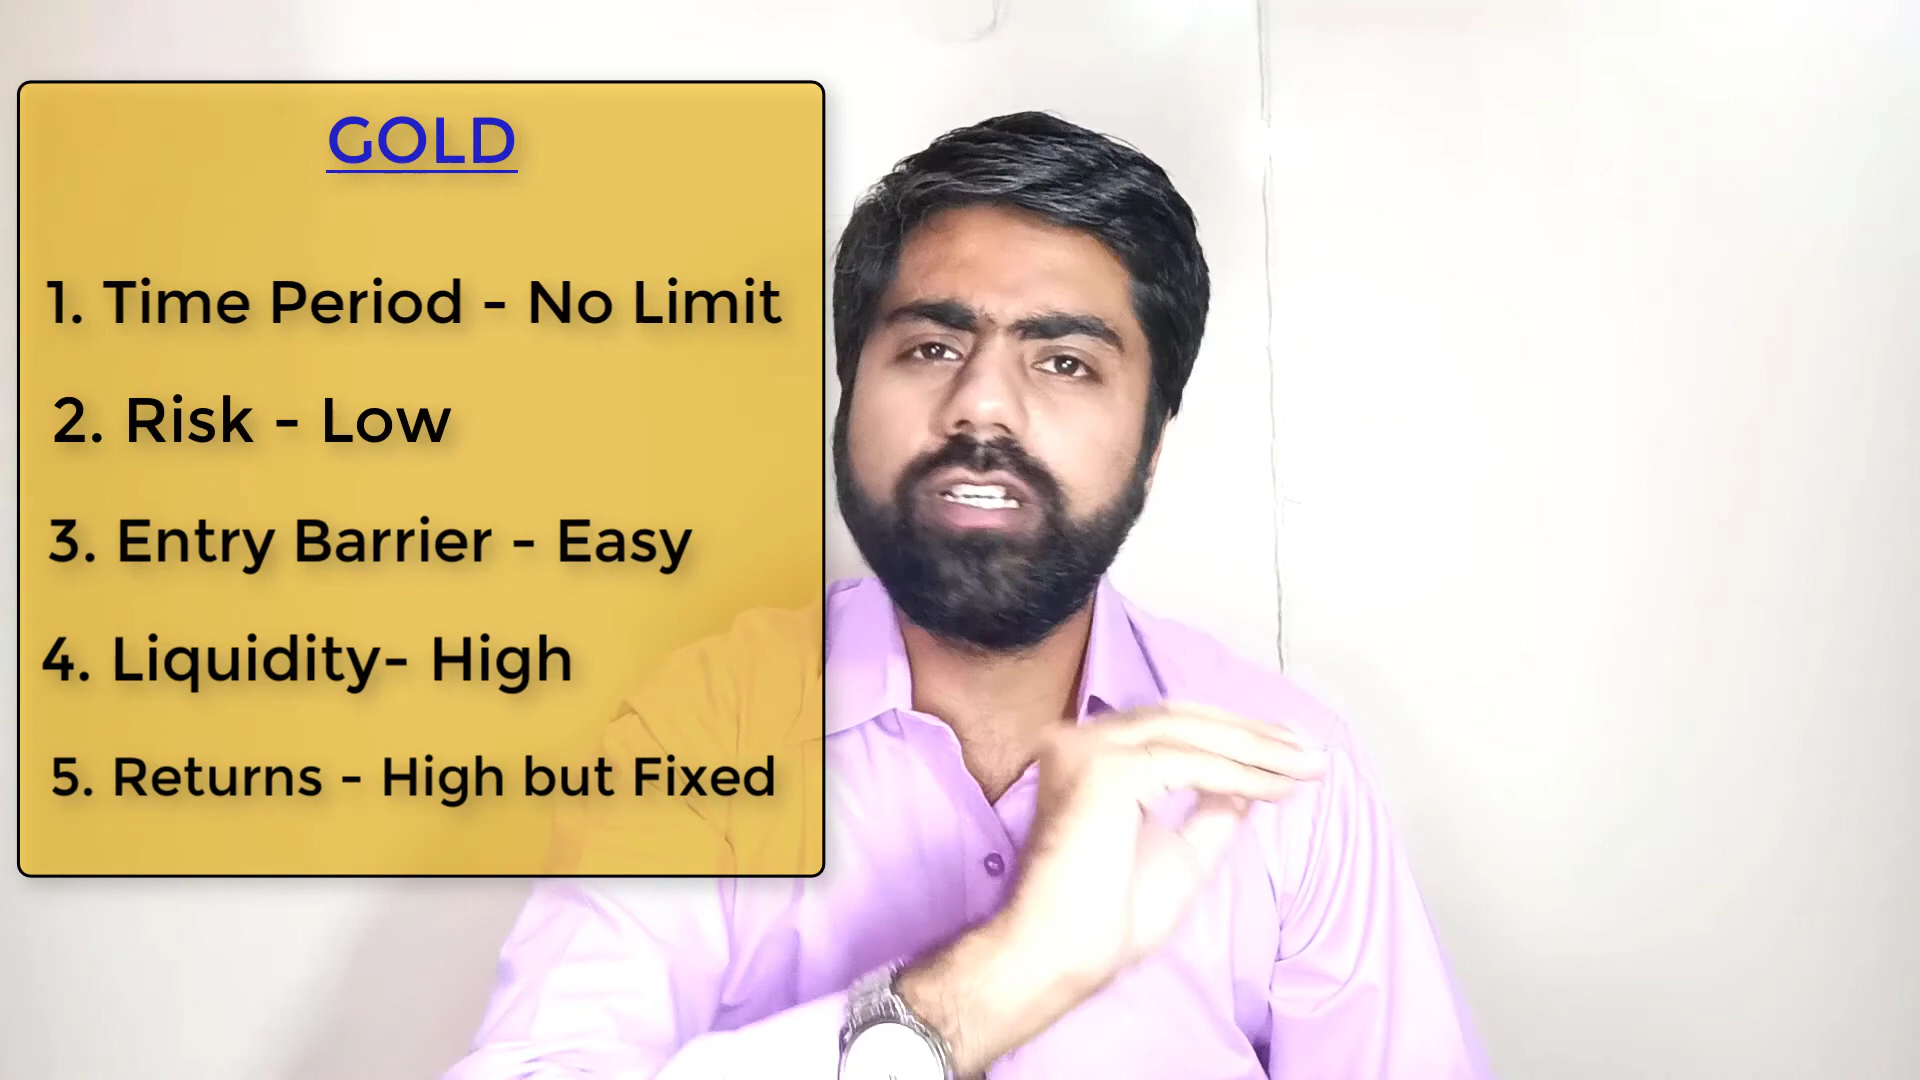 GOLD
1. Time Period - No Limit
2. Risk - Low
3. Entry Barrier - Easy
4. Liquidity- High
5. Returns - High but Fixed